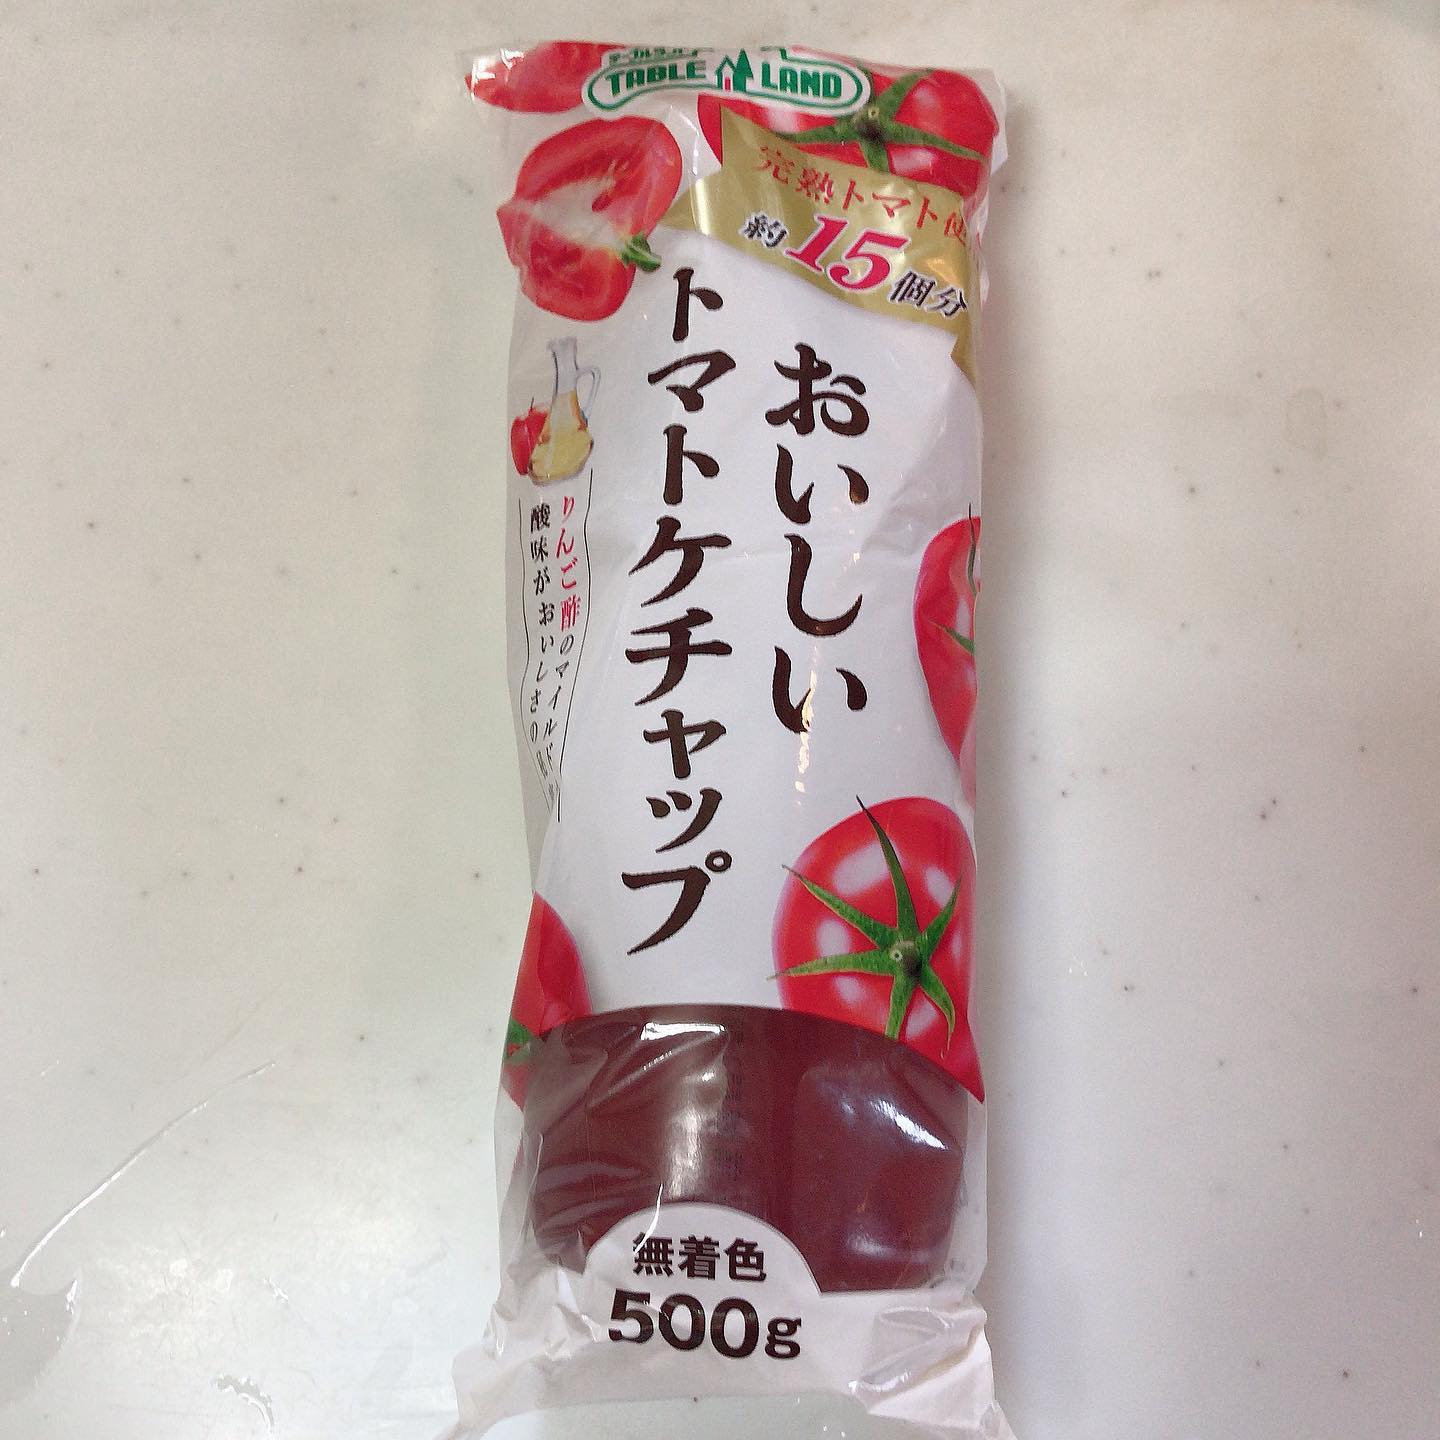 テーブルランド
TABLE LAND
完熟トマト使
約15個分
おいしい
トマトケチャップ
りんご酢のマイルド
酸味がおいしさの
無着色
500g